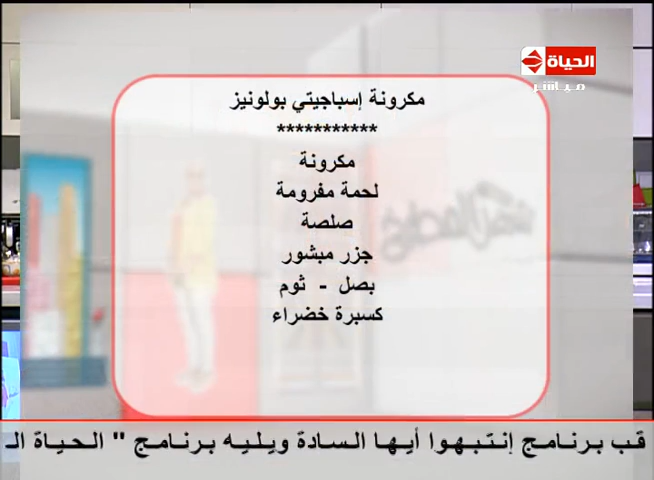 الحياة
مباشر
مكرونة إسباجيتي بولونيز
***********
مكرونة
لحمة مفرومة
صلصة
جزر مبشور
بصل - ثوم
كسبرة خضراء
قب برنامج إنتبهوا أيها السادة ويليه برنامج " الحياة الـ